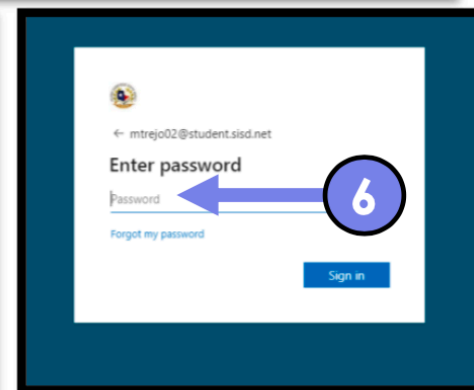 ← mtrejo02@student.sisd.net
Enter password
Password
6
Forgot my password
Sign in